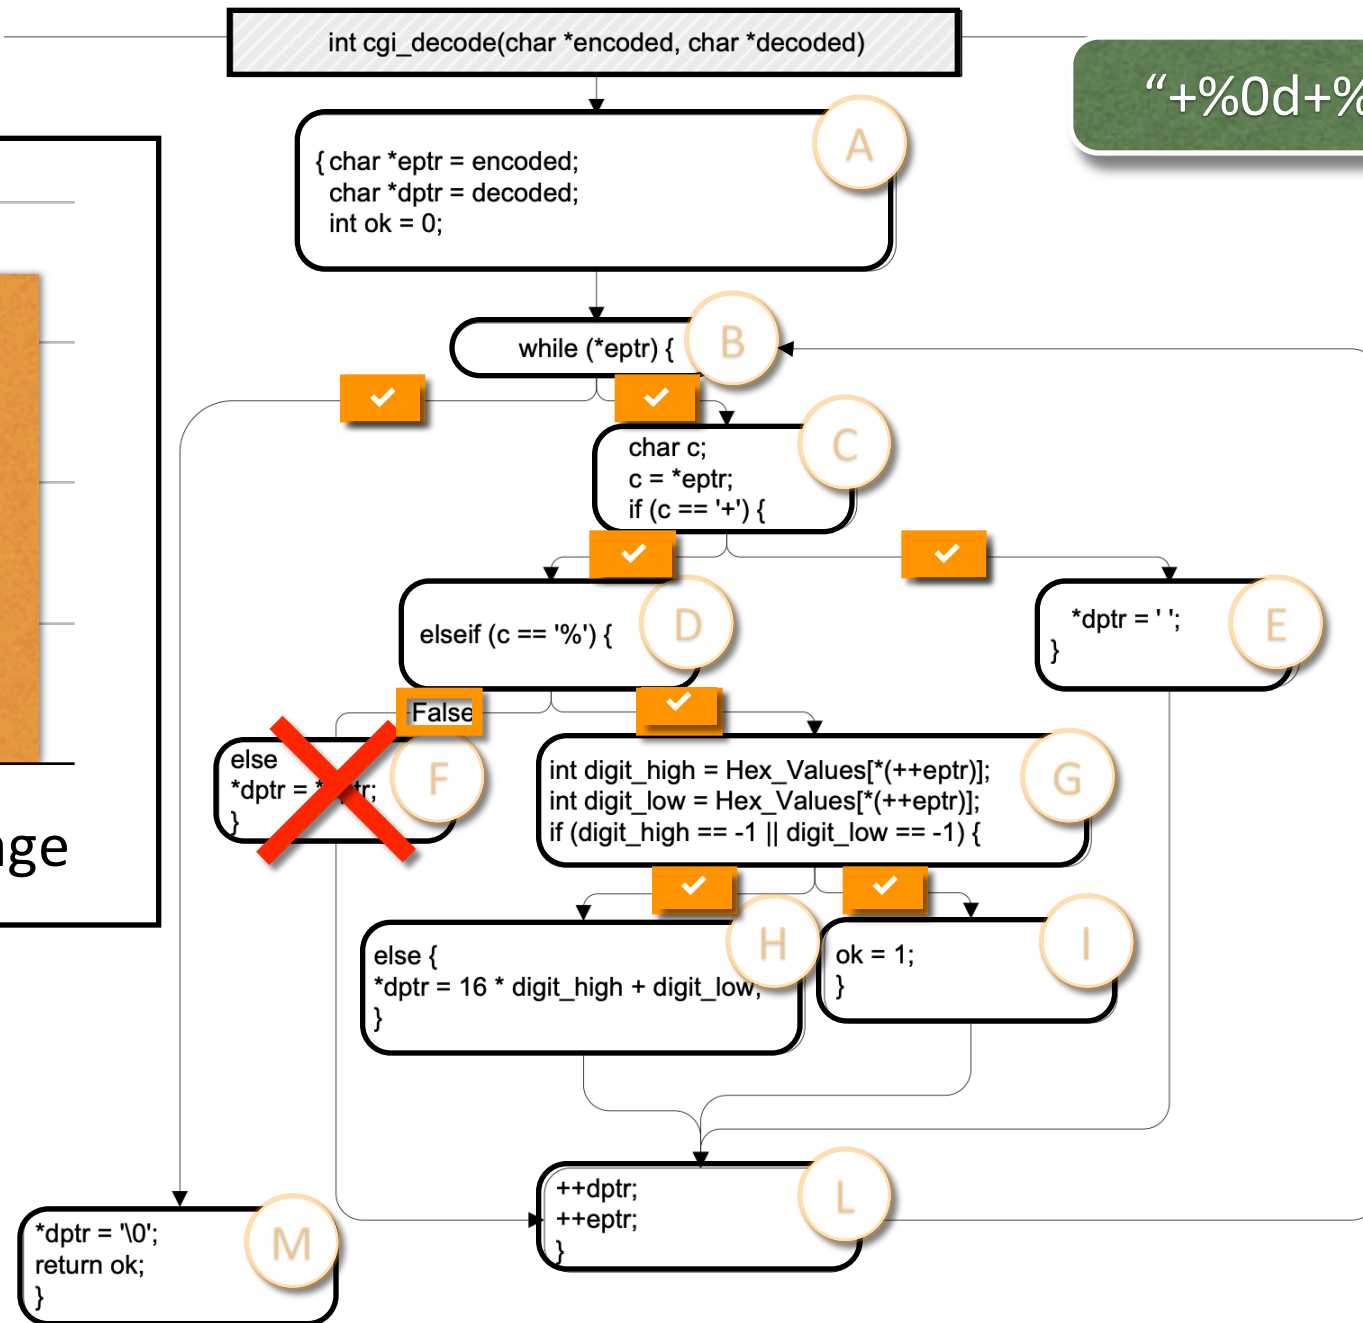 int cgi_decode(char *encoded, char *decoded)
“+%0d+%
A
{ char *eptr = encoded;
char *dptr = decoded;
int ok = 0;
while (*eptr) {
B
char c;
c = *eptr;
if (c == '+') {
C
elseif (c == '%') {
D
*dptr = ' ';
}
E
False
else
*dptr = *
}
F
int digit_high = Hex_Values[*(++eptr)];
int digit_low = Hex_Values[*(++eptr)];
if (digit_high == -1 || digit_low == -1) {
G
else {
*dptr = 16 * digit_high + digit_low;
}
H
ok = 1;
}
I
++dptr;
++eptr;
}
L
*dptr = '\0';
return ok;
}
M